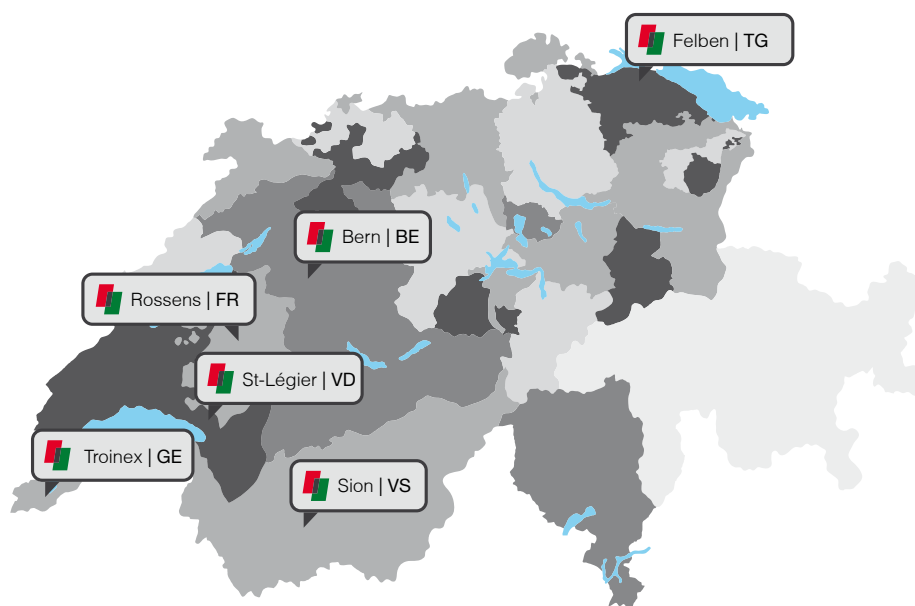 Felben | TG
Bern | BE
Rossens | FR
St-Légier | VD
Troinex | GE
Sion | VS